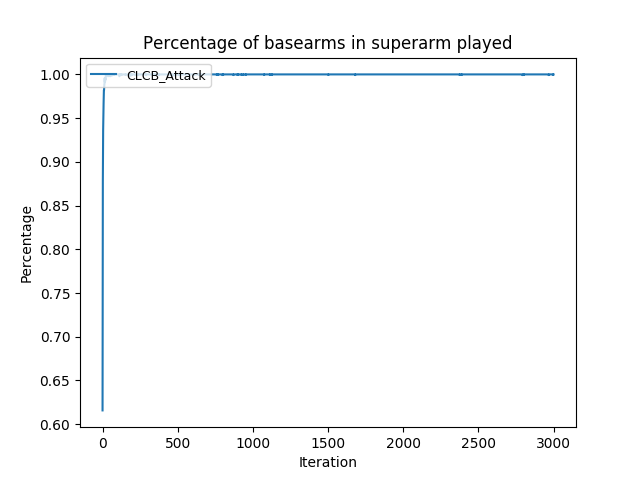 Percentage of basearms in superarm played
CLCB_Attack
1.00
0.95
0.90
0.85
0.80
0.75
0.70
0.65
0.60
Percentage
0 500 1000 1500 2000 2500 3000
Iteration